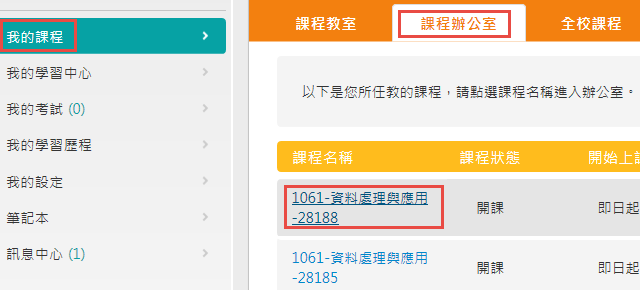 我的課程
我的學習中心
我的考試 (0)
我的學習歷程
我的設定
筆記本
訊息中心 (1)
課程教室 課程辦公室 全校課程
以下是您所任教的課程，請點選課程名稱進入辦公室。
課程名稱 課程狀態 開始上課
1061-資料處理與應用
-28188 開課 即日起
1061-資料處理與應用
-28185 開課 即日起